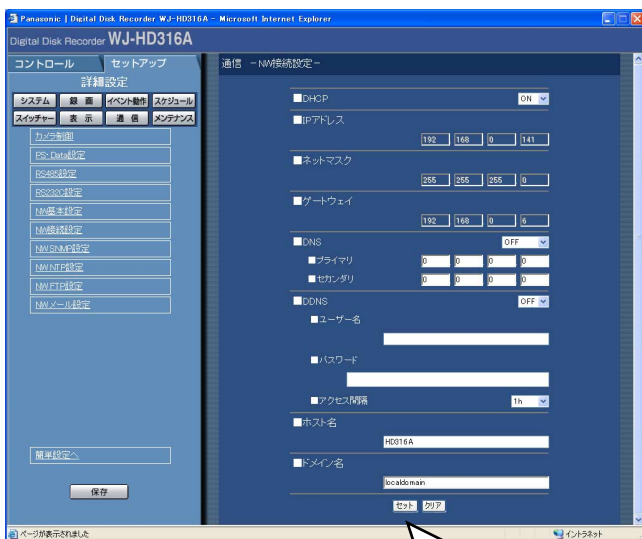 Panasonic | Digital Disk Recorder WJ-HD316A - Microsoft Internet Explorer
Digital Disk Recorder WJ-HD316A
コントロール セットアップ
詳細設定
システム 録 画 イベント動作 スケジュール
スイッチャー 表 示 通 信 メンテナンス
カメラ制御
PS･Data設定
RS485設定
RS232C設定
NW基本設定
NW接続設定
NW SNMP設定
NW NTP設定
NW FTP設定
NW メール設定
簡単設定へ
保存
通信 －NW接続設定－
■DHCP ON
■IPアドレス
192 168 0 141
■ネットマスク
255 255 255 0
■ゲートウェイ
192 168 0 6
■DNS OFF
■プライマリ 0 0 0 0
■セカンダリ 0 0 0 0
■DDNS OFF
■ユーザー名
■パスワード
■アクセス間隔 1h
■ホスト名
HD316A
■ドメイン名
localdomain
セット クリア
ページが表示されました イントラネット